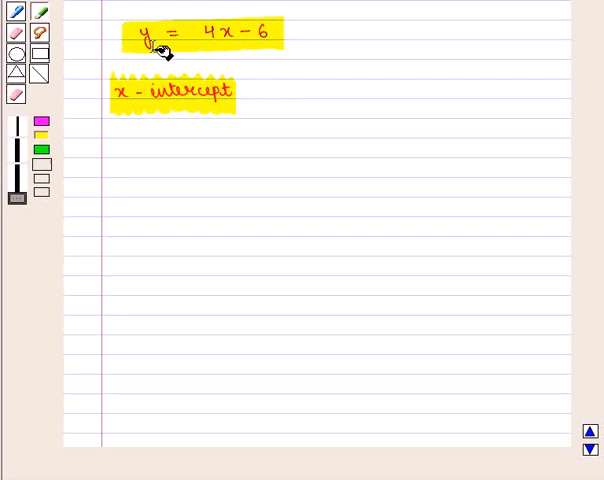 y = 4x - 6
x - intercept